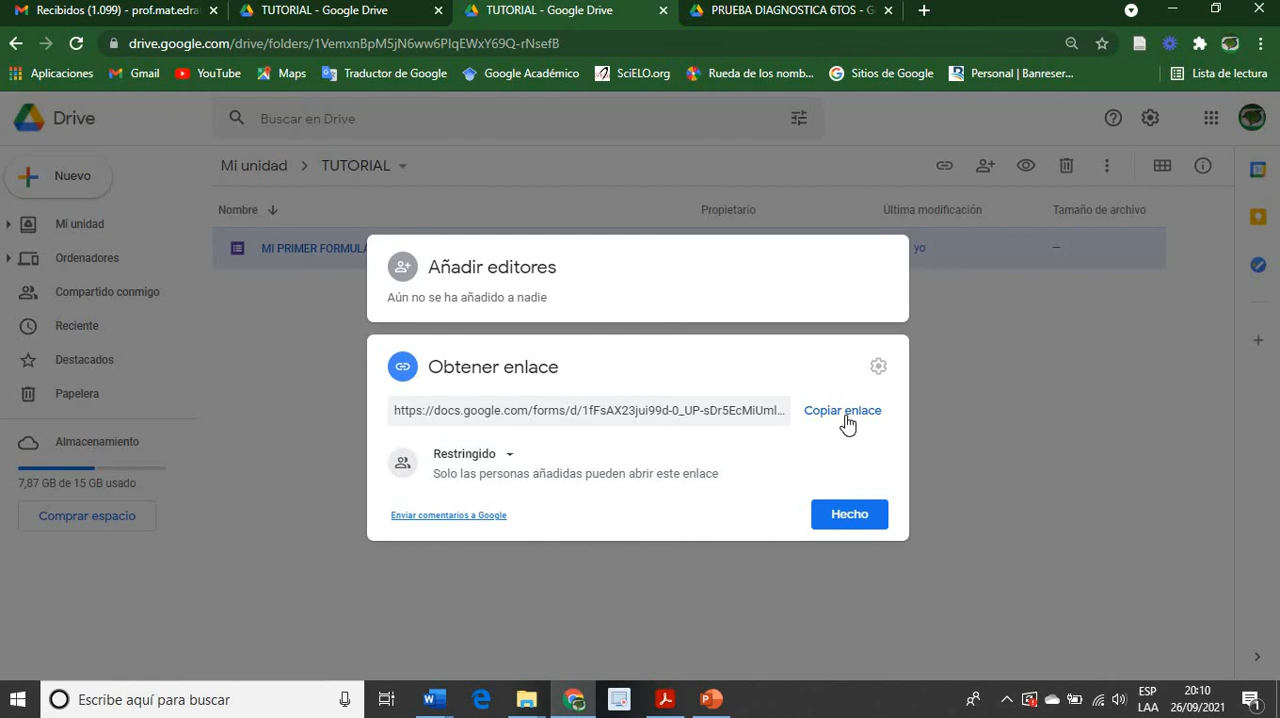 Recibidos (1.099) - prof.mat.edra
TUTORIAL - Google Drive
TUTORIAL - Google Drive
PRUEBA DIAGNOSTICA 6TOS - G
drive.google.com/drive/folders/1VemxnBpM5jN6ww6PIqEWxY69Q-rNsefB
Aplicaciones
Gmail
YouTube
Maps
Traductor de Google
Google Académico
SciELO.org
Rueda de los nomb...
Sitios de Google
Personal | Banreser...
Lista de lectura
Drive
Buscar en Drive
Nuevo
Mi unidad
TUTORIAL
Nombre
Propietario
Última modificación
Tamaño de archivo
MI PRIMER FORMULA
yo
—
Mi unidad
Ordenadores
Compartido conmigo
Reciente
Destacados
Papelera
Almacenamiento
7,87 GB de 15 GB usado
Comprar espacio
Añadir editores
Aún no se ha añadido a nadie
Obtener enlace
https://docs.google.com/forms/d/1fFsAX23jui99d-0_UP-sDr5EcMiUml...
Copiar enlace
Restringido
Solo las personas añadidas pueden abrir este enlace
Enviar comentarios a Google
Hecho
Escribe aquí para buscar
ESP
LAA
20:10
26/09/2021
1